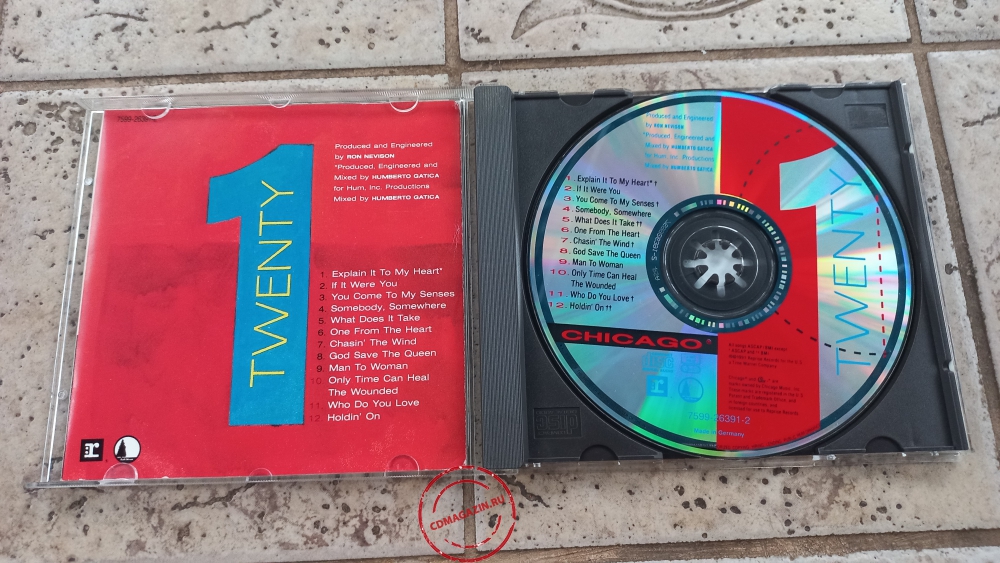 7599-2639
Produced and Engineered
by RON NEVISON
*Produced, Engineered and
Mixed by HUMBERTO GATICA
for Hum, Inc. Productions
Mixed by HUMBERTO GATICA
1
TWENTY
1. Explain It To My Heart*
2. If It Were You
3. You Come To My Senses
4. Somebody, Somewhere
5. What Does It Take
6. One From The Heart
7. Chasin' The Wind
8. God Save The Queen
9. Man To Woman
10. Only Time Can Heal
The Wounded
11. Who Do You Love
12. Holdin' On
Produced and Engineered
by RON NEVISON
*Produced, Engineered and
Mixed by HUMBERTO GATICA
for Hum, Inc. Productions
Mixed by HUMBERTO GATICA
1. Explain It To My Heart*†
2. If It Were You
3. You Come To My Senses†
4. Somebody, Somewhere
5. What Does It Take††
6. One From The Heart
7. Chasin' The Wind†
8. God Save The Queen
9. Man To Woman
10. Only Time Can Heal
The Wounded
11. Who Do You Love†
12. Holdin' On††
CHICAGO®
1
TWENTY
7599-26391-2
Made in Germany
CDMAGAZIN.RU